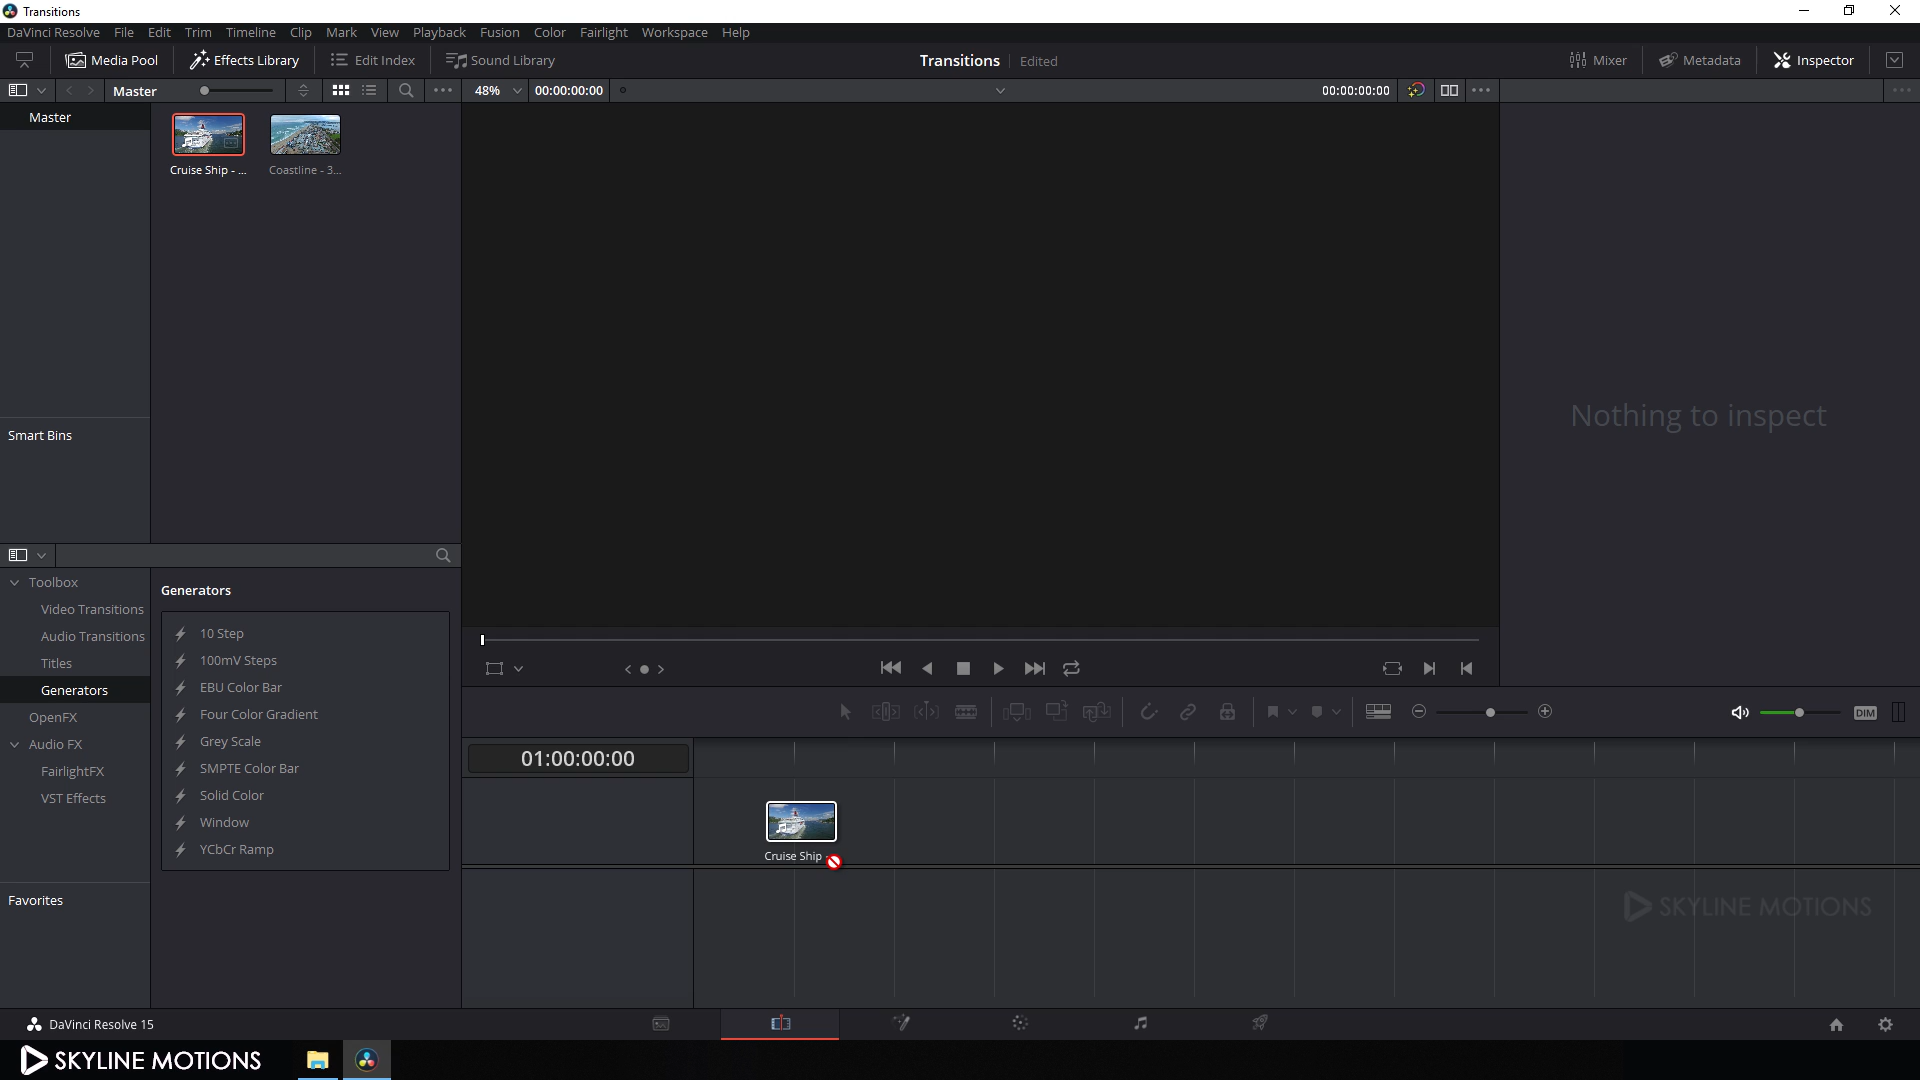 Transitions
DaVinci Resolve File Edit Trim Timeline Clip Mark View Playback Fusion Color Fairlight Workspace Help
Media Pool Effects Library Edit Index Sound Library Transitions Edited Mixer Metadata Inspector
Master 48% 00:00:00:00 00:00:00:00
Master
Cruise Ship - ... Coastline - 3...
Nothing to inspect
Smart Bins
Toolbox
Video Transitions
Audio Transitions
Titles
Generators
OpenFX
Audio FX
FairlightFX
VST Effects
Favorites
Generators
10 Step
100mV Steps
EBU Color Bar
Four Color Gradient
Grey Scale
SMPTE Color Bar
Solid Color
Window
YCbCr Ramp
DIM
01:00:00:00
Cruise Ship -
SKYLINE MOTIONS
DaVinci Resolve 15
SKYLINE MOTIONS